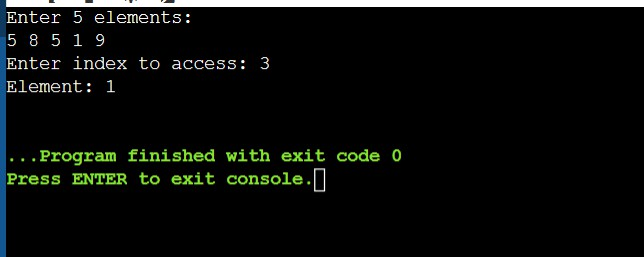 Enter 5 elements:
5 8 5 1 9
Enter index to access: 3
Element: 1
...Program finished with exit code 0
Press ENTER to exit console.